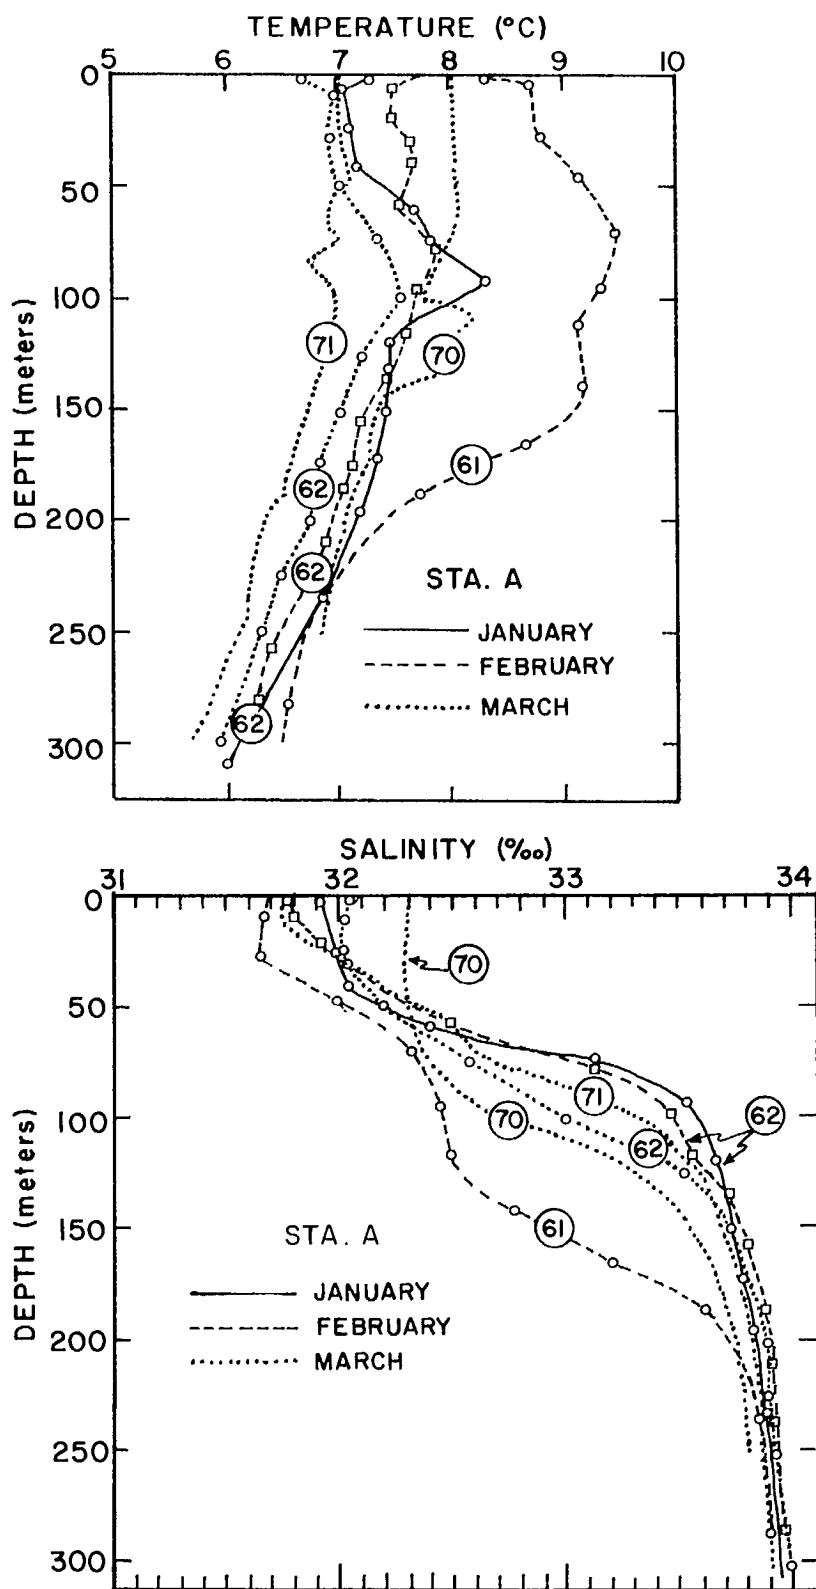 TEMPERATURE (°C)
5 6 7 8 9 10
0
50
100
150
200
250
300
DEPTH (meters)
71
70
61
62
62
62
STA. A
JANUARY
FEBRUARY
MARCH
SALINITY (‰)
31 32 33 34
0
50
100
150
200
250
300
DEPTH (meters)
70
71
70
62
62
61
STA. A
JANUARY
FEBRUARY
MARCH